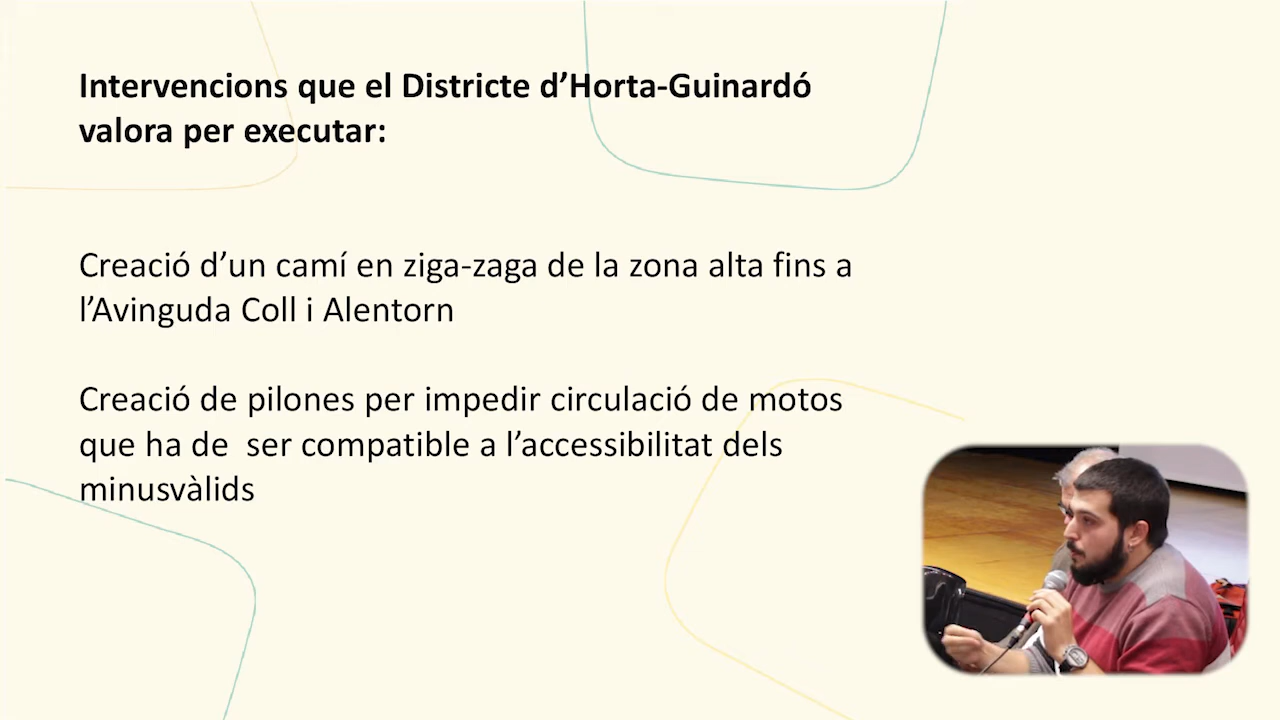 Intervencions que el Districte d’Horta-Guinardó
valora per executar:
Creació d’un camí en ziga-zaga de la zona alta fins a
l’Avinguda Coll i Alentorn
Creació de pilones per impedir circulació de motos
que ha de  ser compatible a l’accessibilitat dels
minusvàlids